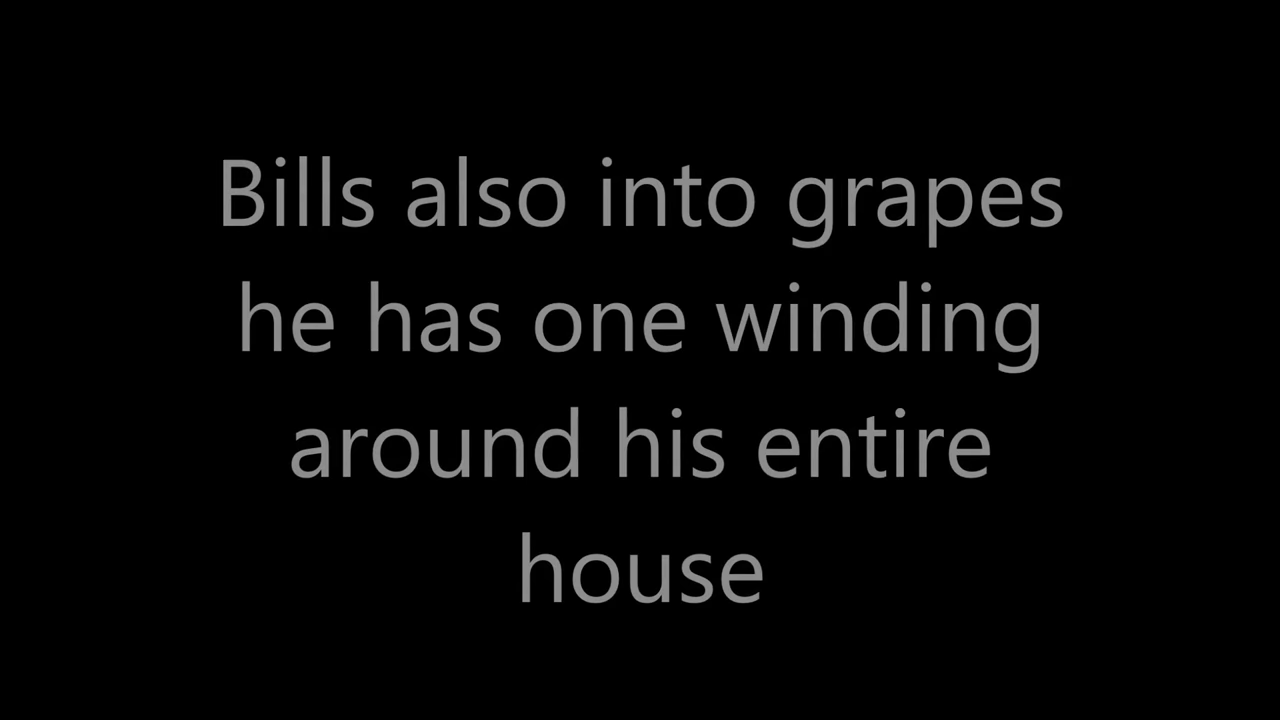 Bills also into grapes
he has one winding
around his entire
house